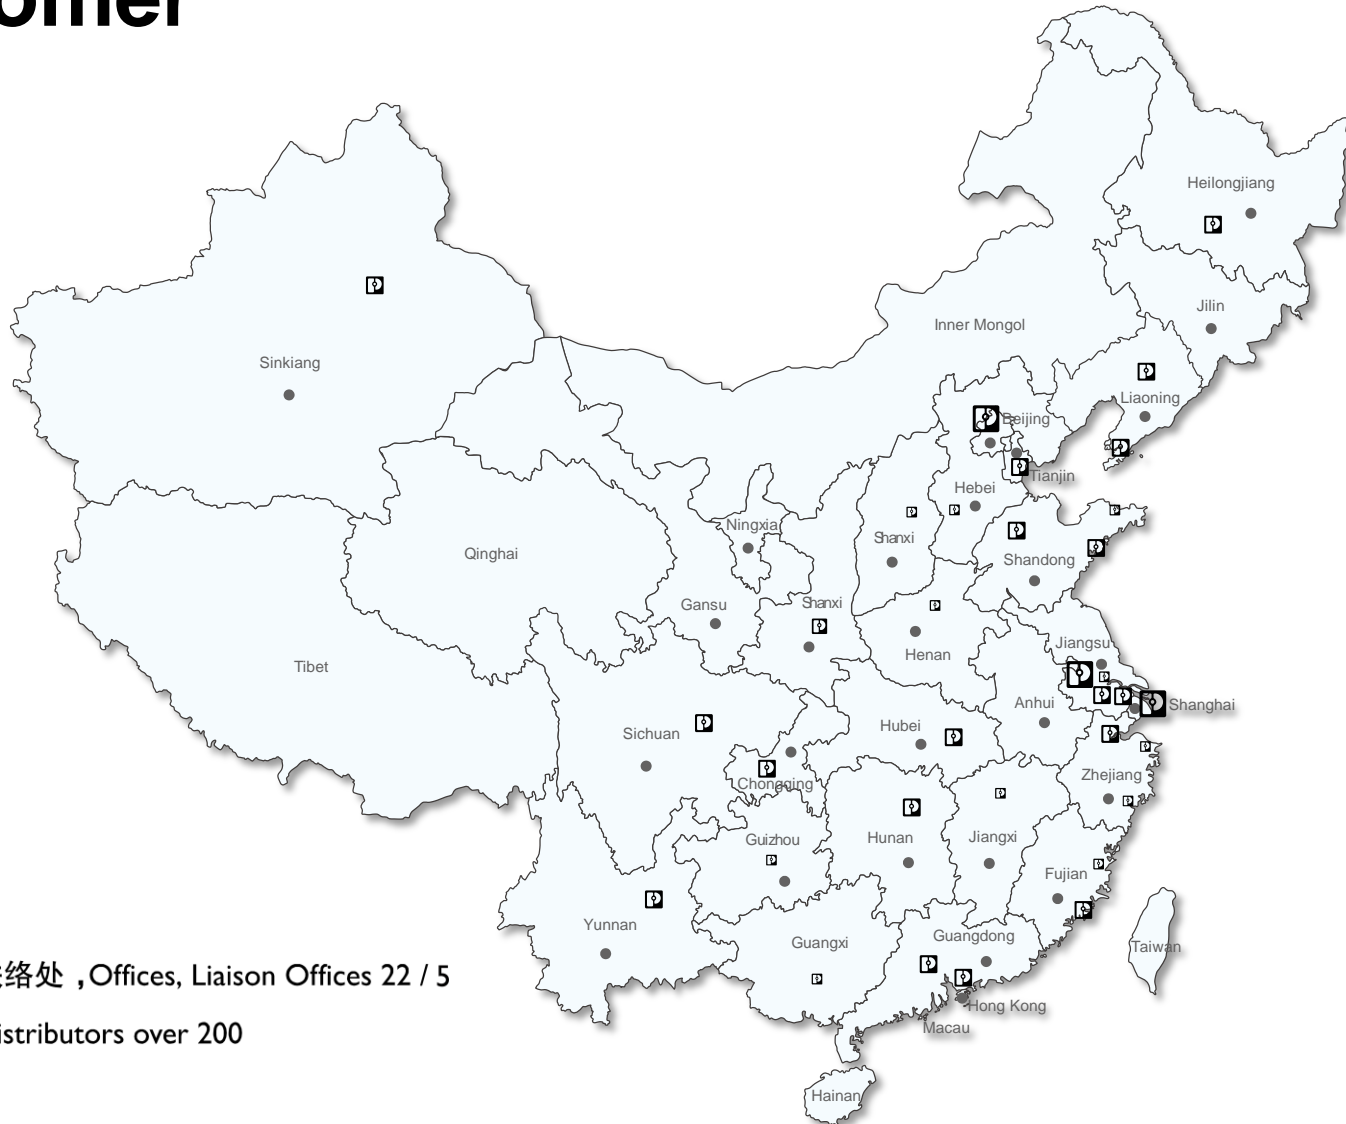 Heilongjiang
Jilin
Inner Mongol
Sinkiang
Liaoning
Beijing
Tianjin
Hebei
Ningxia
Shanxi
Qinghai
Shandong
Gansu
Shanxi
Jiangsu
Henan
Tibet
Anhui
Shanghai
Sichuan
Hubei
Zhejiang
Chongqing
Guizhou
Hunan
Jiangxi
Fujian
Yunnan
Guangxi
Guangdong
Taiwan
络处 ,Offices, Liaison Offices 22 / 5
Hong Kong
Macau
istributors over 200
Hainan